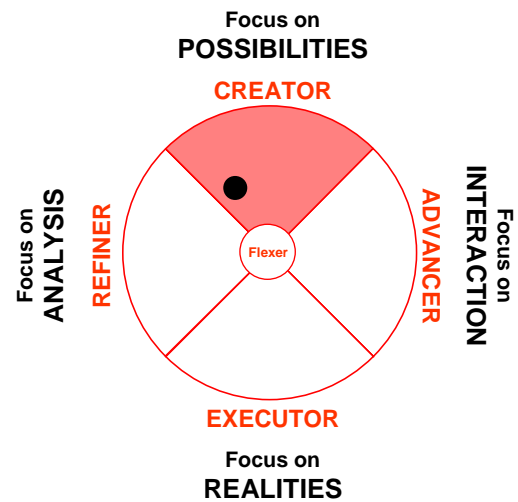 Focus on
POSSIBILITIES
CREATOR
Focus on
ANALYSIS
REFINER
Flexer
ADVANCER
Focus on
INTERACTION
EXECUTOR
Focus on
REALITIES